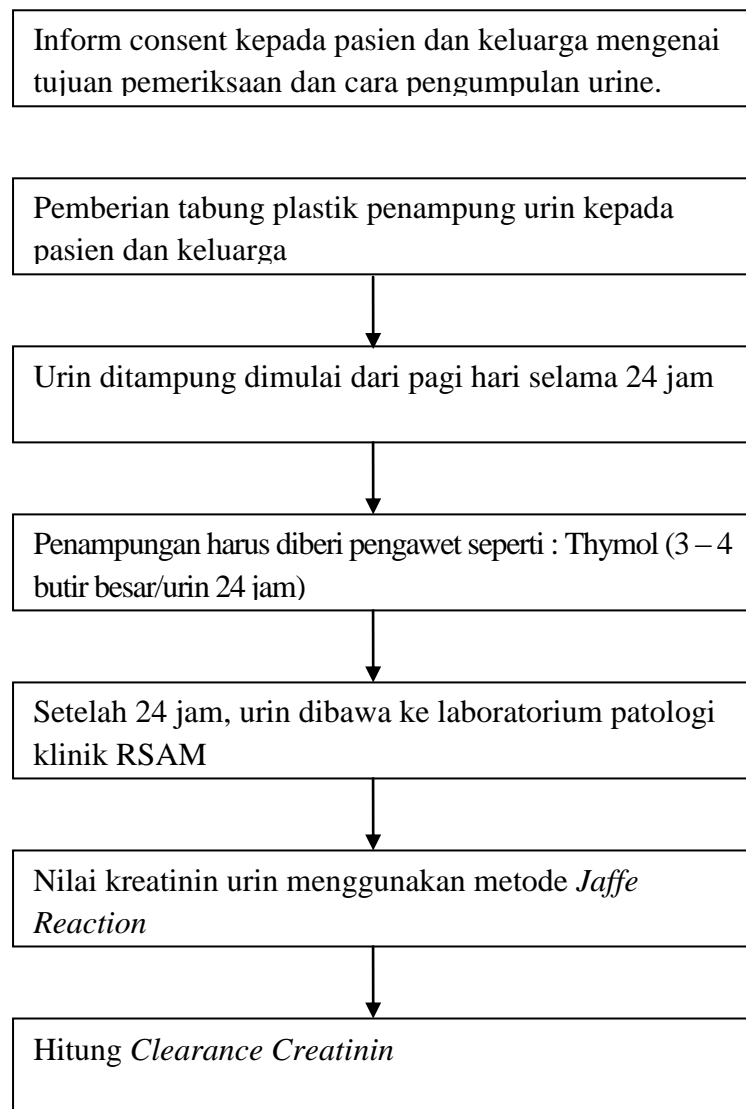 Inform consent kepada pasien dan keluarga mengenai
tujuan pemeriksaan dan cara pengumpulan urine.
Pemberian tabung plastik penampung urin kepada
pasien dan keluarga
Urin ditampung dimulai dari pagi hari selama 24 jam
Penampungan harus diberi pengawet seperti : Thymol (3 – 4
butir besar/urin 24 jam)
Setelah 24 jam, urin dibawa ke laboratorium patologi
klinik RSAM
Nilai kreatinin urin menggunakan metode Jaffe
Reaction
Hitung Clearance Creatinin